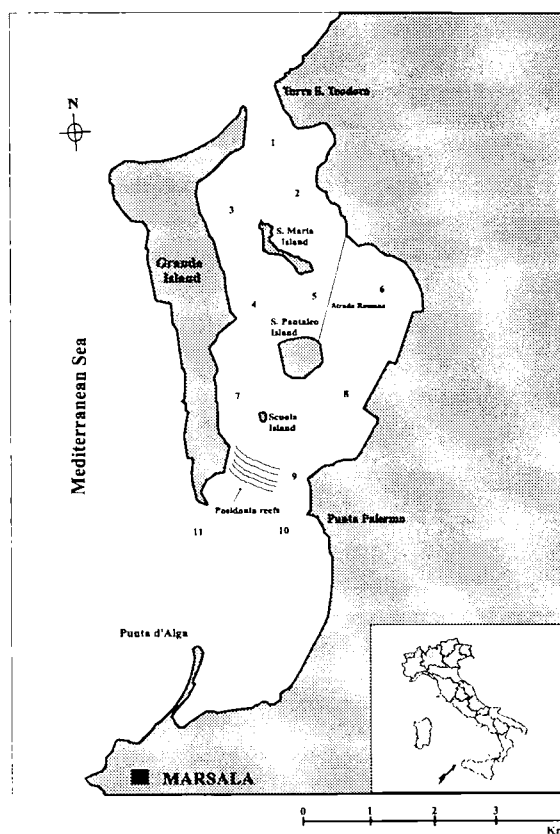 N
Torre S. Teodoro
1
2
3
S. Maria
Island
Grande
Island
6
5
4
Strada Romana
S. Pantaleo
Island
Mediterranean Sea
7
8
Scuola
Island
9
Posidonia reefs
Punta Palermo
11
10
Punta d'Alga
MARSALA
0 1 2 3